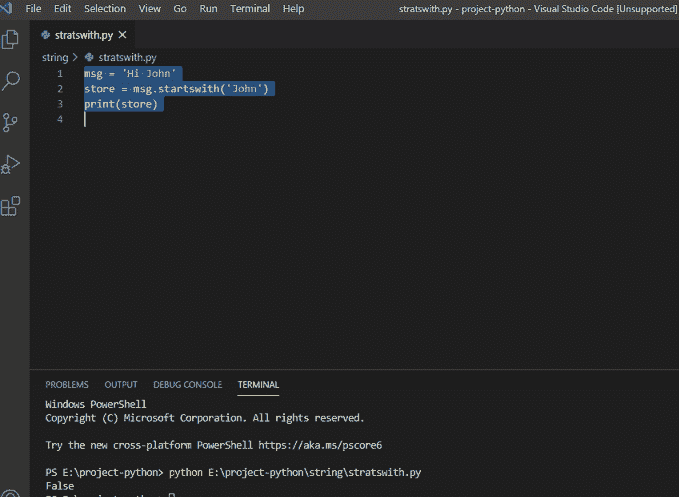 File Edit Selection View Go Run Terminal Help stratswith.py - project-python - Visual Studio Code [Unsupported]
stratswith.py
string > stratswith.py
1 msg = 'Hi John'
2 store = msg.startswith('John')
3 print(store)
4
PROBLEMS OUTPUT DEBUG CONSOLE TERMINAL
Windows PowerShell
Copyright (C) Microsoft Corporation. All rights reserved.
Try the new cross-platform PowerShell https://aka.ms/pscore6
PS E:\project-python> python E:\project-python\string\stratswith.py
False